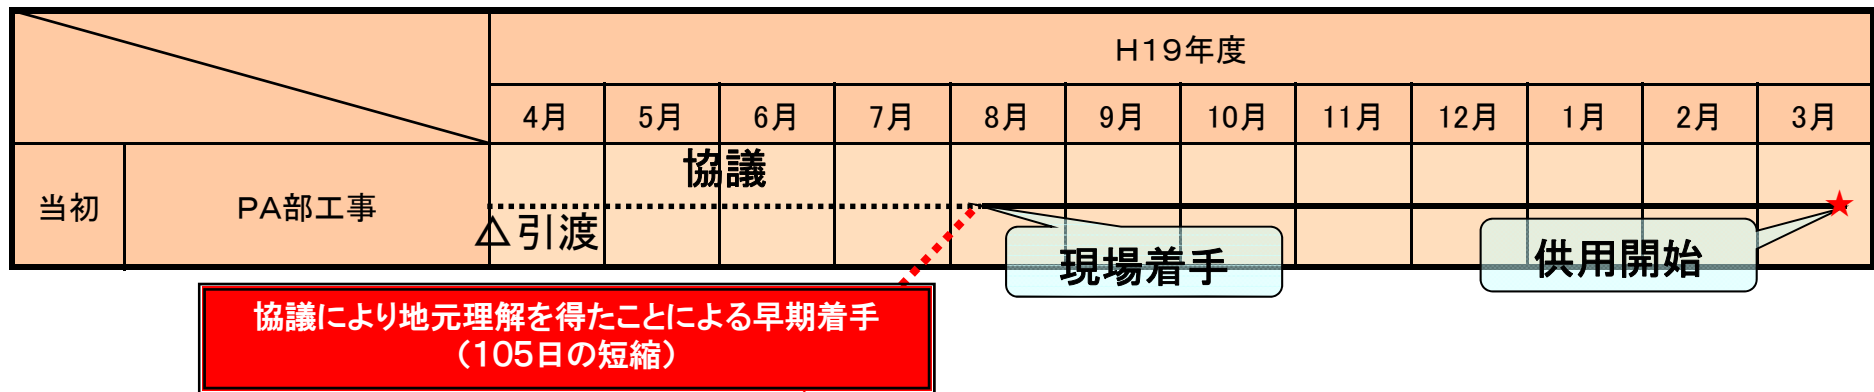 H19年度
4月 5月 6月 7月 8月 9月 10月 11月 12月 1月 2月 3月
協議
当初 PA部工事
△引渡
現場着手 供用開始
協議により地元理解を得たことによる早期着手
（105日の短縮）